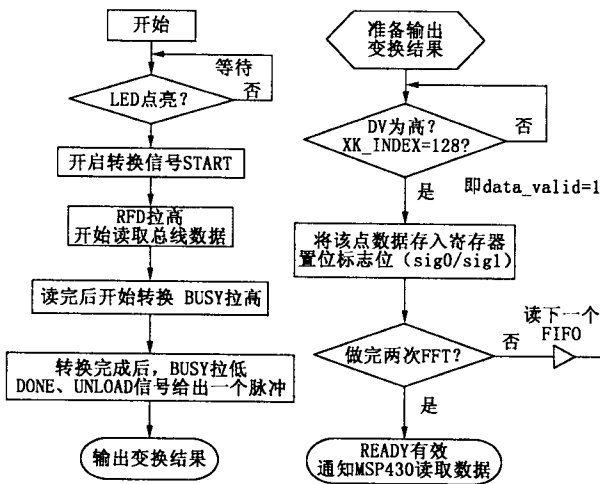 开始
等待
否
LED点亮?
开启转换信号START
RFD拉高
开始读取总线数据
读完后开始转换 BUSY拉高
转换完成后，BUSY拉低
DONE、UNLOAD信号给出一个脉冲
输出变换结果
准备输出
变换结果
DV为高?
XK_INDEX=128?
否
是
即data_valid=1
将该点数据存入寄存器
置位标志位（sig0/sig1）
做完两次FFT?
否
读下一个
FIFO
是
READY有效
通知MSP430读取数据